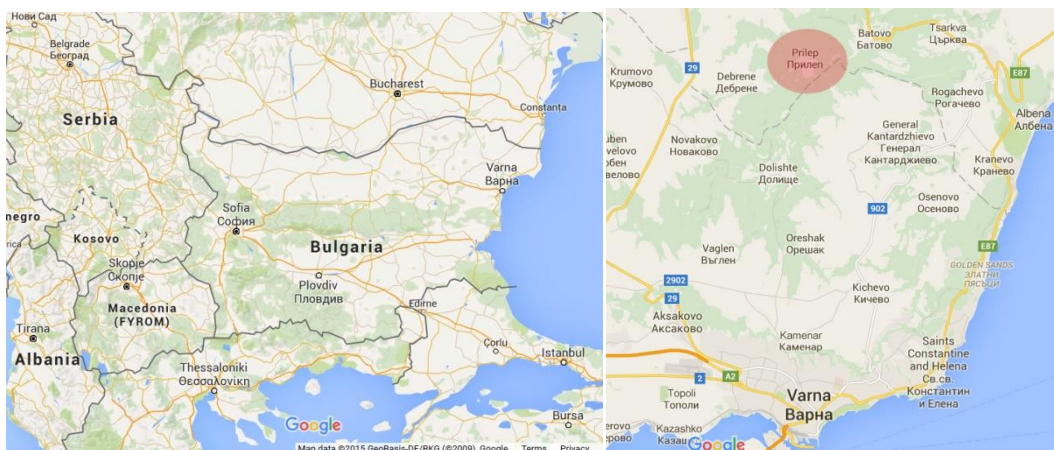 Нови Сад
Belgrade
Београд
Serbia
Bucharest
Constanta
Varna
Варна
Sofia
София
Bulgaria
Kosovo
Skopje
Скопје
Macedonia
(FYROM)
Plovdiv
Пловдив
Edirne
Tirana
Albania
Çorlu
Istanbul
Thessaloniki
Θεσσαλονίκη
Bursa
Google
Map data ©2015 GeoBasis-DE/BKG (©2009), Google Terms Privacy
Prilep
Прилеп
Batovo
Батово
Tsarkva
Църква
29
E87
Krumovo
Крумово
Debrene
Дебрене
Rogachevo
Рогачево
Albena
Албена
General
Kantardzhievo
Генерал
Кантарджиево
Novakovo
Новаково
Dolishte
Долище
Kranevo
Кранево
Osenovo
Осеново
902
Oreshak
Орешак
E87
Vaglen
Въглен
GOLDEN SANDS
ЗЛАТНИ
ПЯСЪЦИ
2902
29
Kichevo
Кичево
Aksakovo
Аксаково
Kamenar
Каменар
Saints
Constantine
and Helena
Св.св.
Константин
и Елена
2
A2
Topoli
Тополи
Varna
Варна
Kazashko
Google